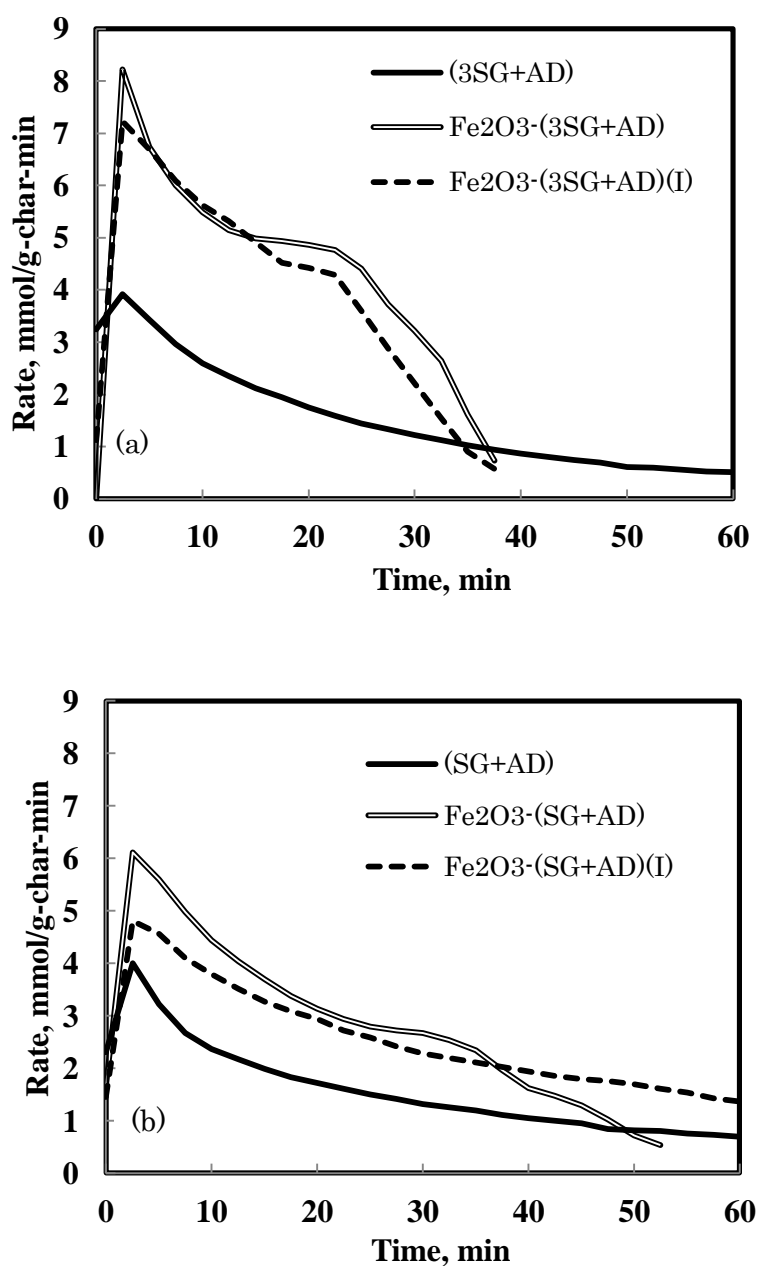 9
8
7
6
5
4
3
2
1
0
Rate, mmol/g-char-min
(3SG+AD)
Fe2O3-(3SG+AD)
Fe2O3-(3SG+AD)(I)
(a)
0 10 20 30 40 50 60
Time, min
9
8
7
6
5
4
3
2
1
0
Rate, mmol/g-char-min
(SG+AD)
Fe2O3-(SG+AD)
Fe2O3-(SG+AD)(I)
(b)
0 10 20 30 40 50 60
Time, min